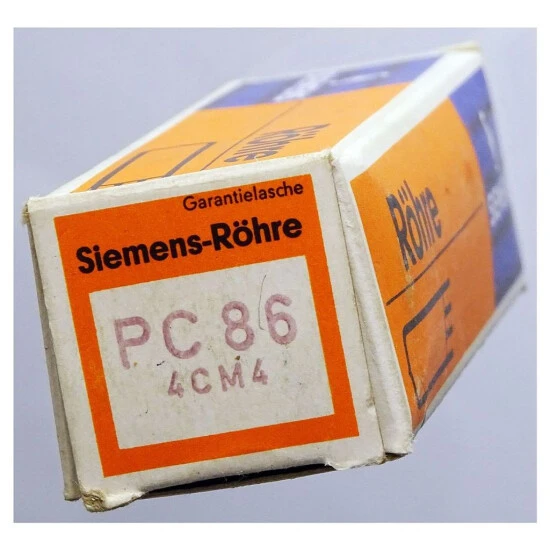 Garantielasche
Siemens-Röhre
PC 86
4CM4
Röhre
Röhre